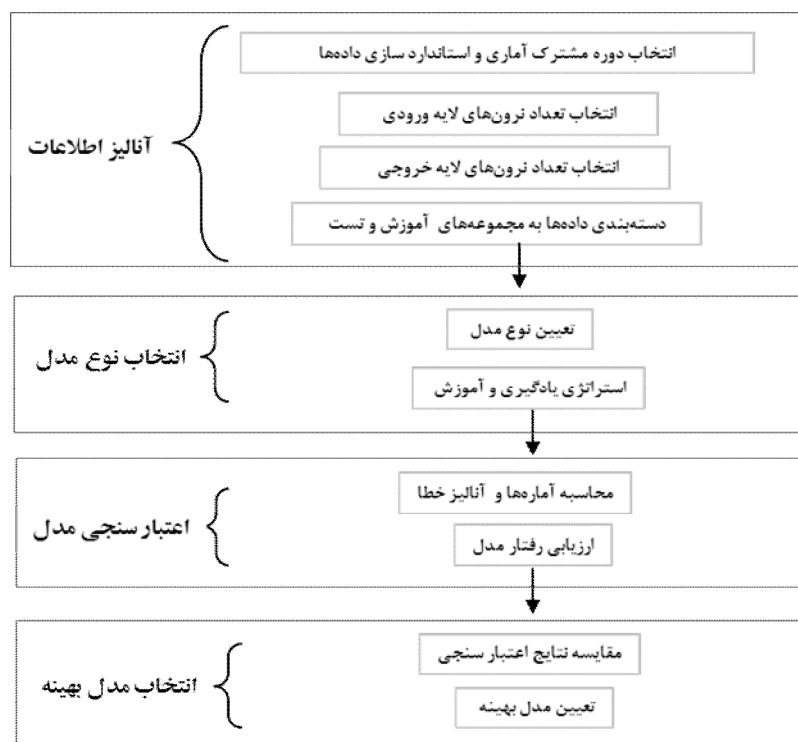 انتخاب دوره مشترک آماری و استاندارد سازی داده‌ها
انتخاب تعداد نرون‌های لایه ورودی
آنالیز اطلاعات
انتخاب تعداد نرون‌های لایه خروجی
دسته‌بندی داده‌ها به مجموعه‌های آموزش و تست
تعیین نوع مدل
انتخاب نوع مدل
استراتژی یادگیری و آموزش
محاسبه آماره‌ها و آنالیز خطا
اعتبار سنجی مدل
ارزیابی رفتار مدل
مقایسه نتایج اعتبار سنجی
انتخاب مدل بهینه
تعیین مدل بهینه